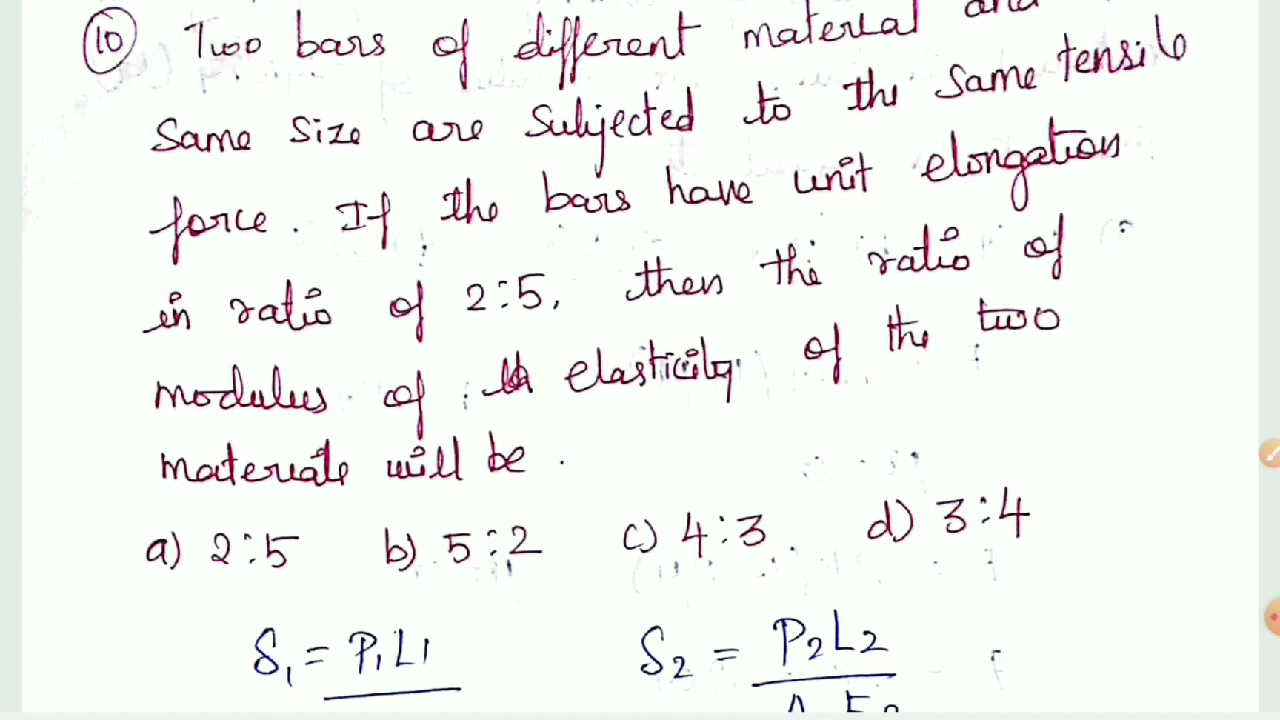 10 Two bars of different material and
same size are subjected to the same tensile
force. If the bars have unit elongation
in ratio of 2:5, then the ratio of
modulus of elasticity of the two
materials will be.
a) 2:5 b) 5:2 c) 4:3 d) 3:4
δ₁ = P₁L₁ δ₂ = P₂L₂